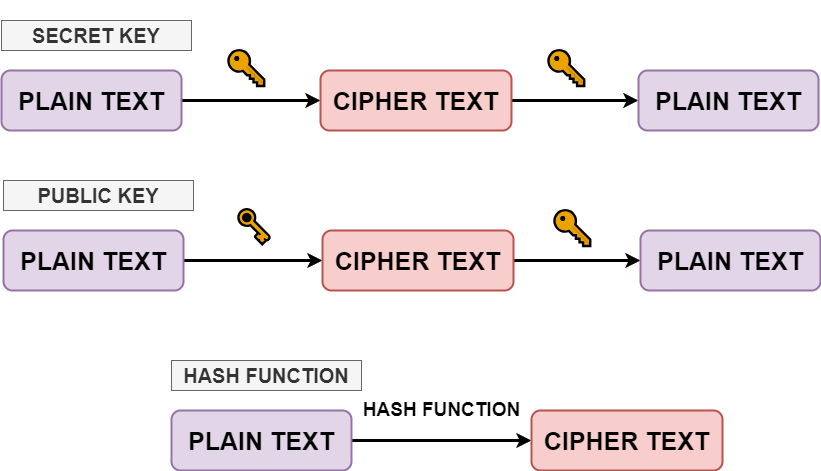 SECRET KEY
PLAIN TEXT
CIPHER TEXT
PLAIN TEXT
PUBLIC KEY
PLAIN TEXT
CIPHER TEXT
PLAIN TEXT
HASH FUNCTION
HASH FUNCTION
PLAIN TEXT
CIPHER TEXT